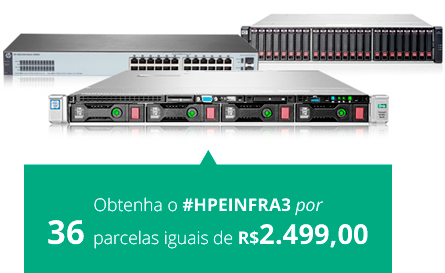 Obtenha o #HPEINFRA3 por
36 parcelas iguais de R$2.499,00